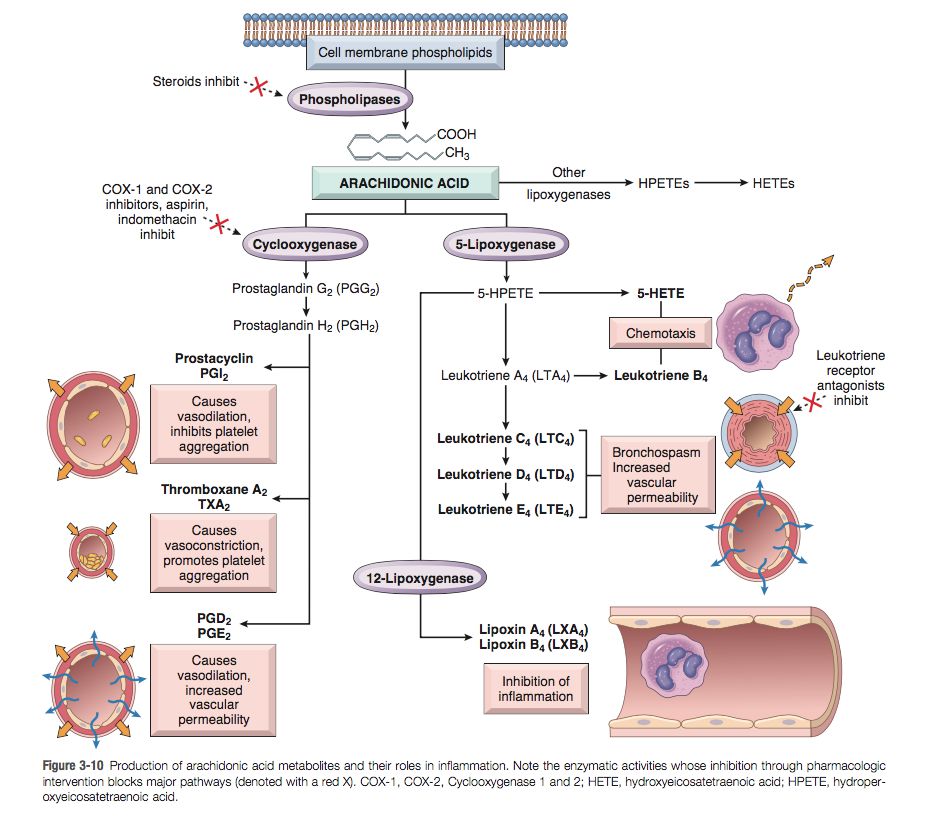 Cell membrane phospholipids
Steroids inhibit
Phospholipases
COOH
CH₃
ARACHIDONIC ACID
Other
lipoxygenases
HPETEs
HETEs
COX-1 and COX-2
inhibitors, aspirin,
indomethacin
inhibit
Cyclooxygenase
5-Lipoxygenase
Prostaglandin G₂ (PGG₂)
Prostaglandin H₂ (PGH₂)
5-HPETE
5-HETE
Chemotaxis
Leukotriene A₄ (LTA₄)
Leukotriene B₄
Leukotriene
receptor
antagonists
inhibit
Prostacyclin
PGI₂
Causes
vasodilation,
inhibits platelet
aggregation
Leukotriene C₄ (LTC₄)
Leukotriene D₄ (LTD₄)
Leukotriene E₄ (LTE₄)
Bronchospasm
Increased
vascular
permeability
Thromboxane A₂
TXA₂
Causes
vasoconstriction,
promotes platelet
aggregation
12-Lipoxygenase
PGD₂
PGE₂
Causes
vasodilation,
increased
vascular
permeability
Lipoxin A₄ (LXA₄)
Lipoxin B₄ (LXB₄)
Inhibition of
inflammation
Figure 3-10 Production of arachidonic acid metabolites and their roles in inflammation. Note the enzymatic activities whose inhibition through pharmacologic
intervention blocks major pathways (denoted with a red X). COX-1, COX-2, Cyclooxygenase 1 and 2; HETE, hydroxyeicosatetraenoic acid; HPETE, hydroper-
oxyeicosatetraenoic acid.